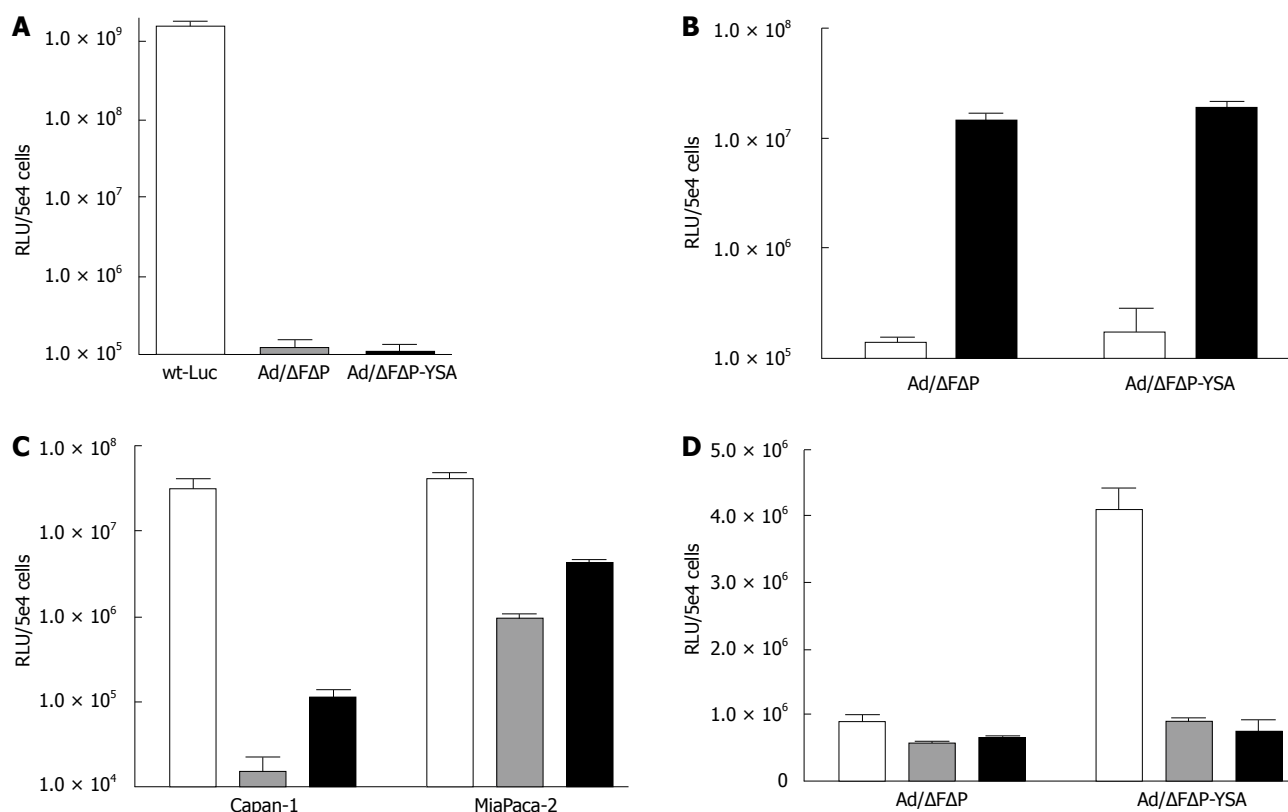 A
RLU/5e4 cells
1.0 × 10⁹
1.0 × 10⁸
1.0 × 10⁷
1.0 × 10⁶
1.0 × 10⁵
wt-Luc Ad/ΔFΔP Ad/ΔFΔP-YSA
B
RLU/5e4 cells
1.0 × 10⁸
1.0 × 10⁷
1.0 × 10⁶
1.0 × 10⁵
Ad/ΔFΔP Ad/ΔFΔP-YSA
C
RLU/5e4 cells
1.0 × 10⁸
1.0 × 10⁷
1.0 × 10⁶
1.0 × 10⁵
1.0 × 10⁴
Capan-1 MiaPaca-2
D
RLU/5e4 cells
5.0 × 10⁶
4.0 × 10⁶
3.0 × 10⁶
2.0 × 10⁶
1.0 × 10⁶
0
Ad/ΔFΔP Ad/ΔFΔP-YSA